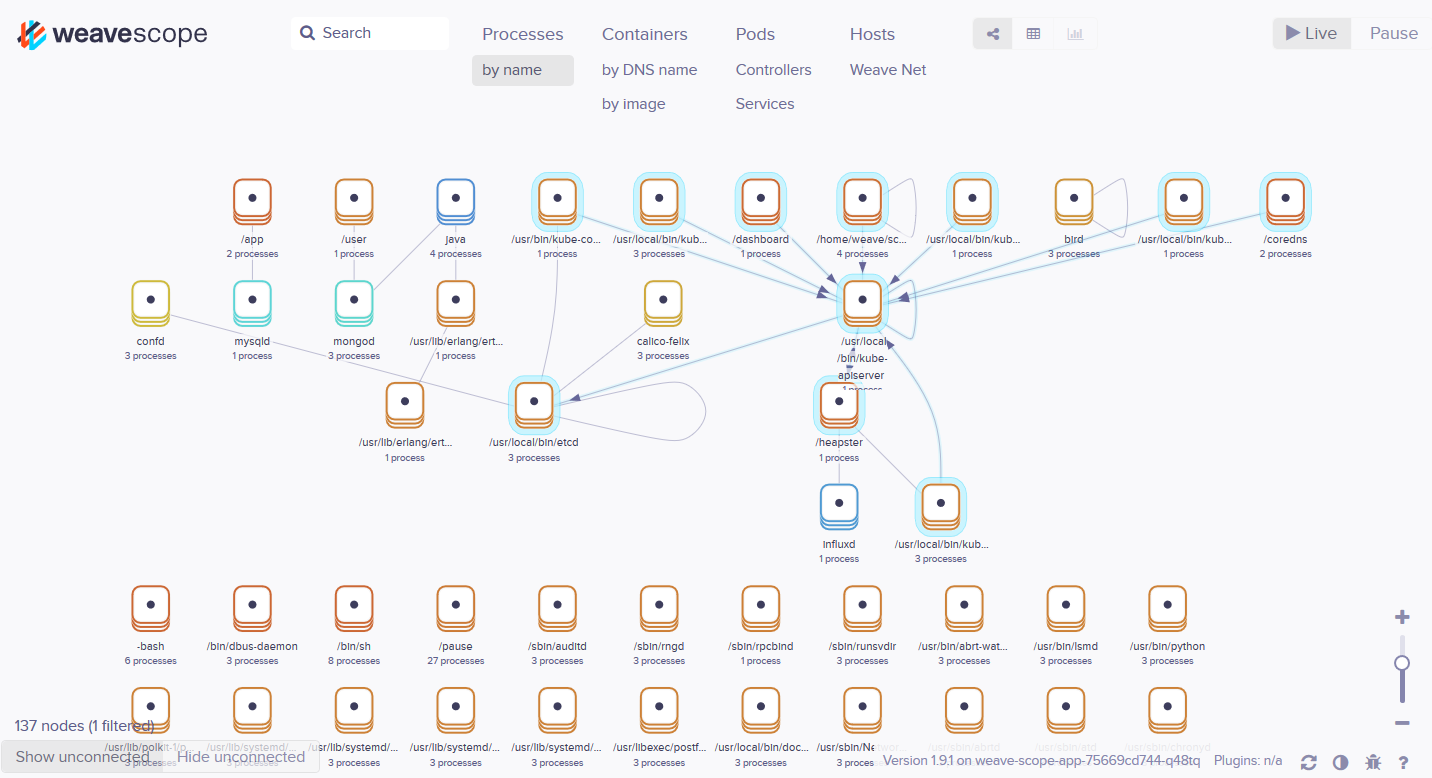 weavescope
Search
Processes
Containers
Pods
Hosts
Live
Pause
by name
by DNS name
Controllers
Weave Net
by image
Services
/app
2 processes
/user
1 process
java
4 processes
/usr/bin/kube-co...
1 process
/usr/local/bin/kub...
3 processes
/dashboard
1 process
/home/weave/sc...
4 processes
/usr/local/bin/kub...
1 process
bird
3 processes
/usr/local/bin/kub...
1 process
/coredns
2 processes
confd
3 processes
mysqld
1 process
mongod
3 processes
/usr/lib/erlang/ert...
1 process
calico-felix
3 processes
/usr/local
/bin/kube-
apiserver
1 process
/usr/lib/erlang/ert...
1 process
/usr/local/bin/etcd
3 processes
/heapster
1 process
influxd
1 process
/usr/local/bin/kub...
3 processes
-bash
6 processes
/bin/dbus-daemon
3 processes
/bin/sh
8 processes
/pause
27 processes
/sbin/auditd
3 processes
/sbin/rngd
3 processes
/sbin/rpcbind
1 process
/sbin/runsvdir
3 processes
/usr/bin/abrt-wat...
3 processes
/usr/bin/lsmd
3 processes
/usr/bin/python
3 processes
137 nodes (1 filtered)
/usr/lib/polkit-1/p...
3 processes
/usr/lib/systemd/...
3 processes
/usr/lib/systemd/...
3 processes
/usr/lib/systemd/...
3 processes
/usr/lib/systemd/...
3 processes
/usr/libexec/postf...
3 processes
/usr/local/bin/doc...
3 processes
/usr/sbin/Networ...
3 processes
/usr/sbin/abrtd
/usr/sbin/atd
/usr/sbin/chronyd
Show unconnected
Hide unconnected
Version 1.9.1 on weave-scope-app-75669cd744-q48tq
Plugins: n/a